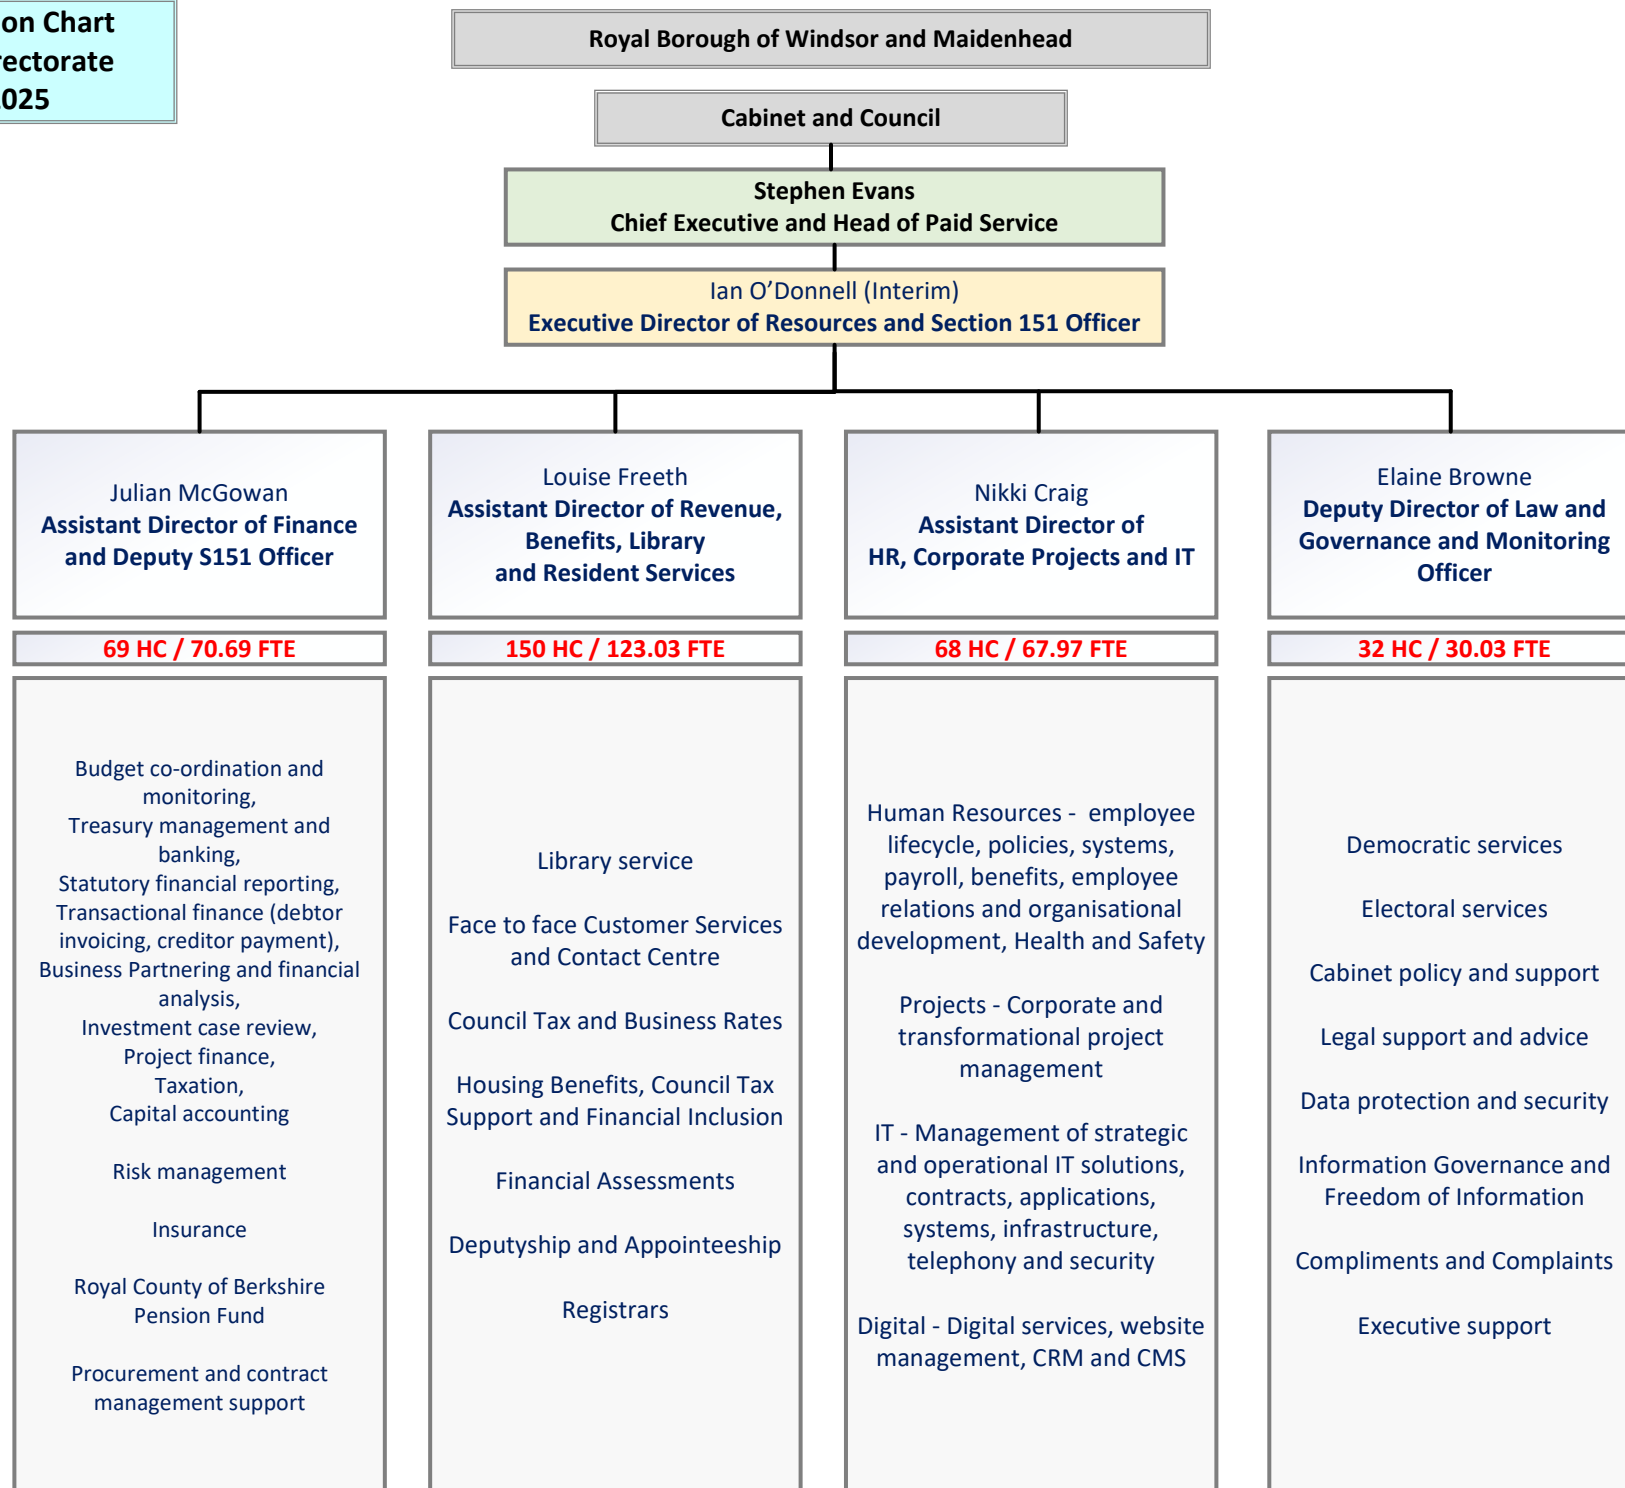 on Chart
rectorate
2025
Royal Borough of Windsor and Maidenhead
Cabinet and Council
Stephen Evans
Chief Executive and Head of Paid Service
Ian O’Donnell (Interim)
Executive Director of Resources and Section 151 Officer
Julian McGowan
Assistant Director of Finance
and Deputy S151 Officer
69 HC / 70.69 FTE
Budget co-ordination and
monitoring,
Treasury management and
banking,
Statutory financial reporting,
Transactional finance (debtor
invoicing, creditor payment),
Business Partnering and financial
analysis,
Investment case review,
Project finance,
Taxation,
Capital accounting
Risk management
Insurance
Royal County of Berkshire
Pension Fund
Procurement and contract
management support
Louise Freeth
Assistant Director of Revenue,
Benefits, Library
and Resident Services
150 HC / 123.03 FTE
Library service
Face to face Customer Services
and Contact Centre
Council Tax and Business Rates
Housing Benefits, Council Tax
Support and Financial Inclusion
Financial Assessments
Deputyship and Appointeeship
Registrars
Nikki Craig
Assistant Director of
HR, Corporate Projects and IT
68 HC / 67.97 FTE
Human Resources - employee
lifecycle, policies, systems,
payroll, benefits, employee
relations and organisational
development, Health and Safety
Projects - Corporate and
transformational project
management
IT - Management of strategic
and operational IT solutions,
contracts, applications,
systems, infrastructure,
telephony and security
Digital - Digital services, website
management, CRM and CMS
Elaine Browne
Deputy Director of Law and
Governance and Monitoring
Officer
32 HC / 30.03 FTE
Democratic services
Electoral services
Cabinet policy and support
Legal support and advice
Data protection and security
Information Governance and
Freedom of Information
Compliments and Complaints
Executive support